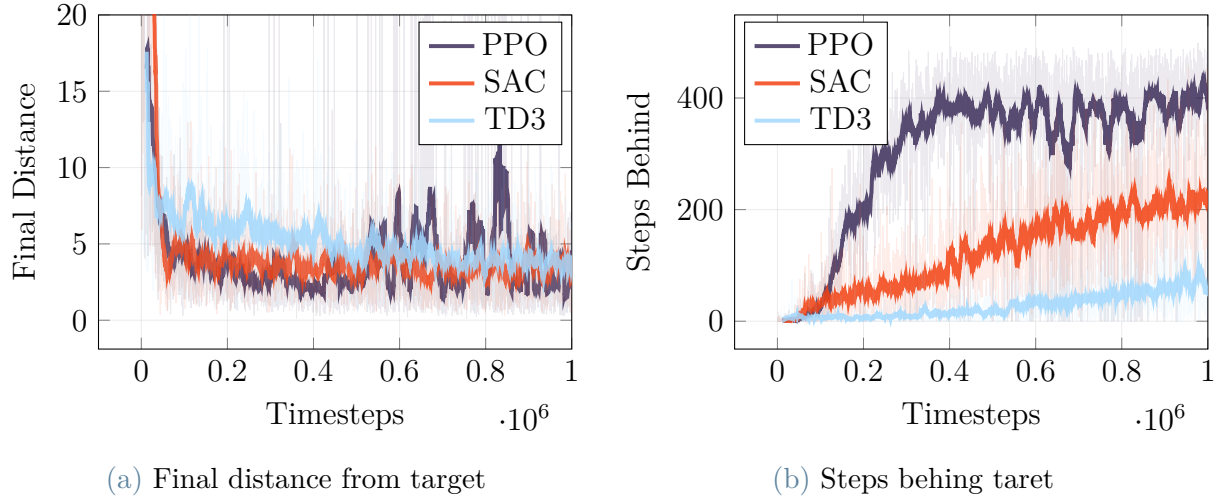 20
15
10
5
0
Final Distance
PPO
SAC
TD3
0 0.2 0.4 0.6 0.8 1
Timesteps
·10^6
(a) Final distance from target
400
200
0
Steps Behind
PPO
SAC
TD3
0 0.2 0.4 0.6 0.8 1
Timesteps
·10^6
(b) Steps behing taret